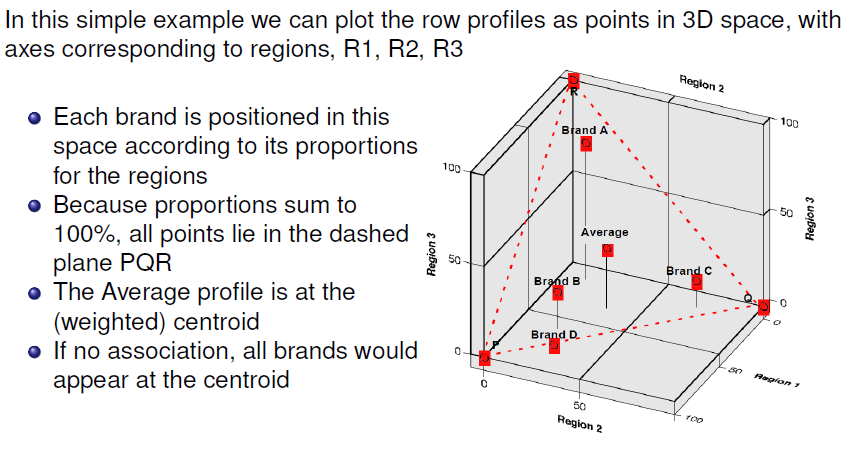 In this simple example we can plot the row profiles as points in 3D space, with
axes corresponding to regions, R1, R2, R3
Each brand is positioned in this
space according to its proportions
for the regions
Because proportions sum to
100%, all points lie in the dashed
plane PQR
The Average profile is at the
(weighted) centroid
If no association, all brands would
appear at the centroid
Region 2
R
100
Brand A
100
50
Region 3
Average
Region 3
50
Brand B
Brand C
Q
0
0
Brand D
P
0
50
Region 1
0
50
100
Region 2